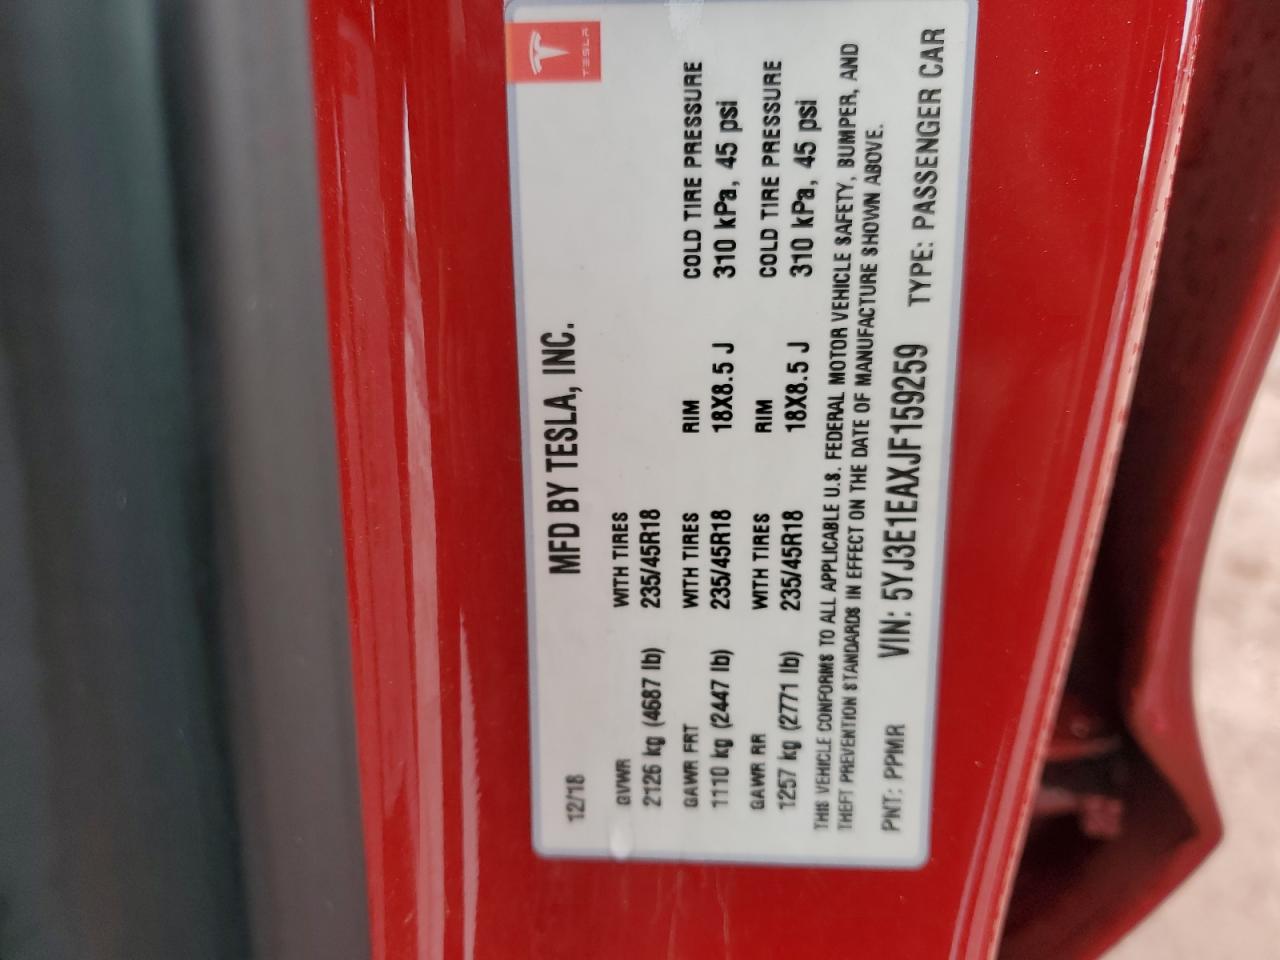 TESLA
MFD BY TESLA, INC.
12/18
GVWR WITH TIRES
2126 kg (4687 lb) 235/45R18
GAWR FRT WITH TIRES RIM COLD TIRE PRESSURE
1110 kg (2447 lb) 235/45R18 18X8.5 J 310 kPa, 45 psi
GAWR RR WITH TIRES RIM COLD TIRE PRESSURE
1257 kg (2771 lb) 235/45R18 18X8.5 J 310 kPa, 45 psi
THIS VEHICLE CONFORMS TO ALL APPLICABLE U.S. FEDERAL MOTOR VEHICLE SAFETY, BUMPER, AND
THEFT PREVENTION STANDARDS IN EFFECT ON THE DATE OF MANUFACTURE SHOWN ABOVE.
PNT: PPMR VIN: 5YJ3E1EAXJF159259 TYPE: PASSENGER CAR